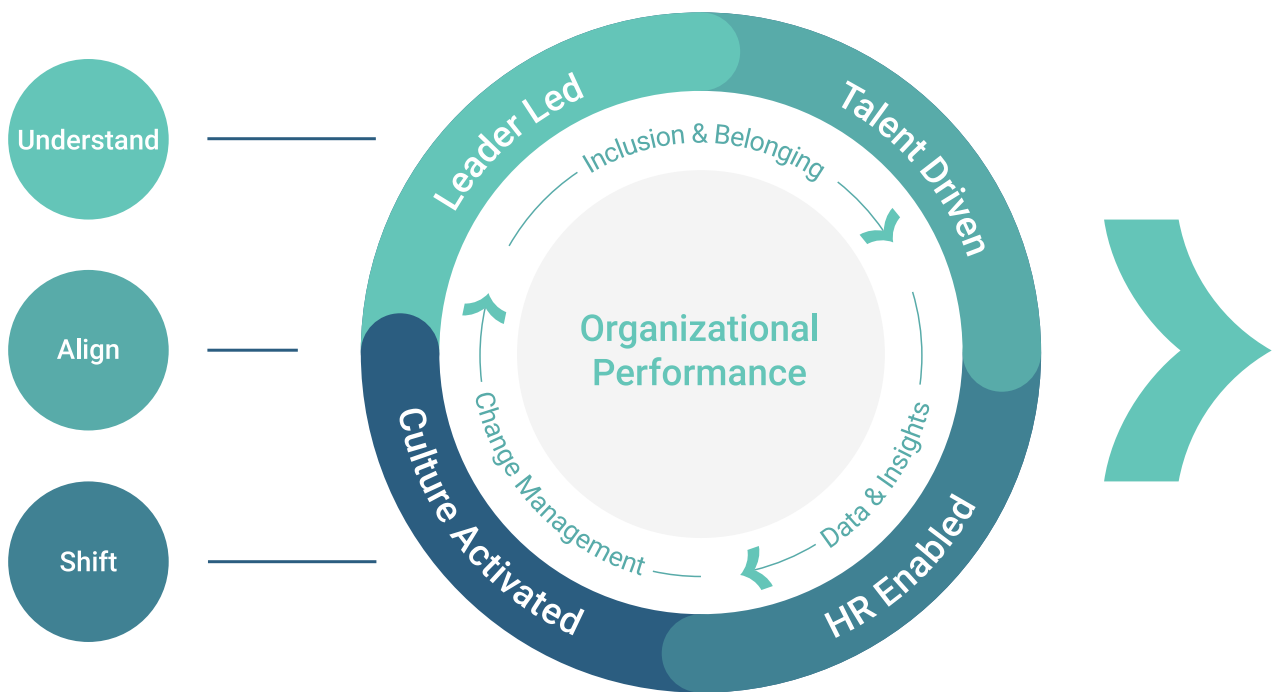 Understand
Align
Shift
Leader Led
Talent Driven
HR Enabled
Culture Activated
Inclusion & Belonging
Data & Insights
Change Management
Organizational
Performance